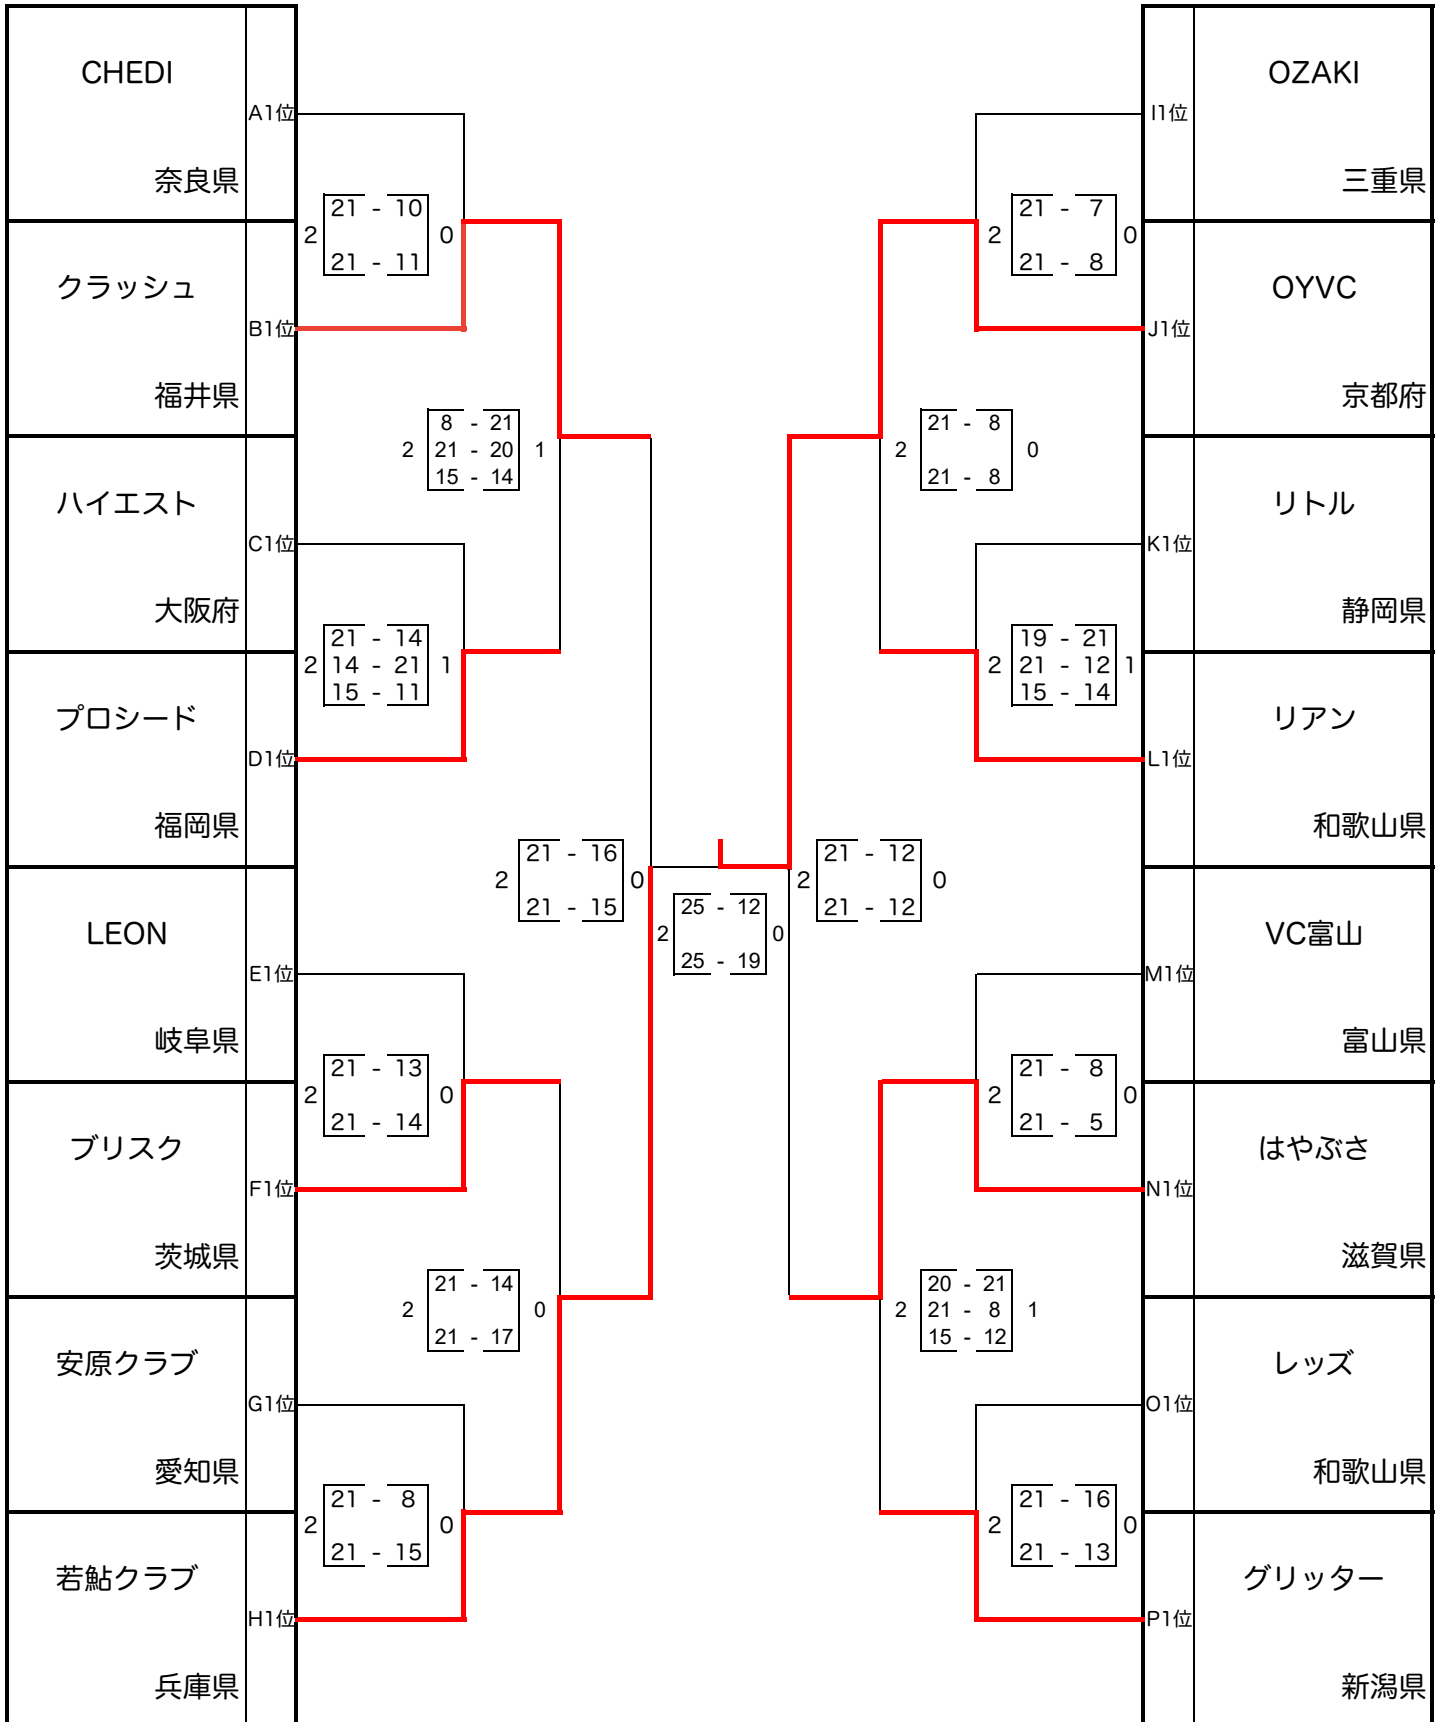 CHEDI
A1位
奈良県
クラッシュ
B1位
福井県
ハイエスト
C1位
大阪府
プロシード
D1位
福岡県
LEON
E1位
岐阜県
ブリスク
F1位
茨城県
安原クラブ
G1位
愛知県
若鮎クラブ
H1位
兵庫県
21 - 10
2 0
21 - 11
8 - 21
2 21 - 20 1
15 - 14
21 - 14
2 14 - 21 1
15 - 11
21 - 16
2 0
21 - 15
21 - 13
2 0
21 - 14
21 - 14
2 0
21 - 17
21 - 8
2 0
21 - 15
25 - 12
2 0
25 - 19
21 - 7
2 0
21 - 8
21 - 8
2 0
21 - 8
19 - 21
2 21 - 12 1
15 - 14
21 - 12
2 0
21 - 12
21 - 8
2 0
21 - 5
20 - 21
2 21 - 8 1
15 - 12
21 - 16
2 0
21 - 13
OZAKI
I1位
三重県
OYVC
J1位
京都府
リトル
K1位
静岡県
リアン
L1位
和歌山県
VC富山
M1位
富山県
はやぶさ
N1位
滋賀県
レッズ
O1位
和歌山県
グリッター
P1位
新潟県